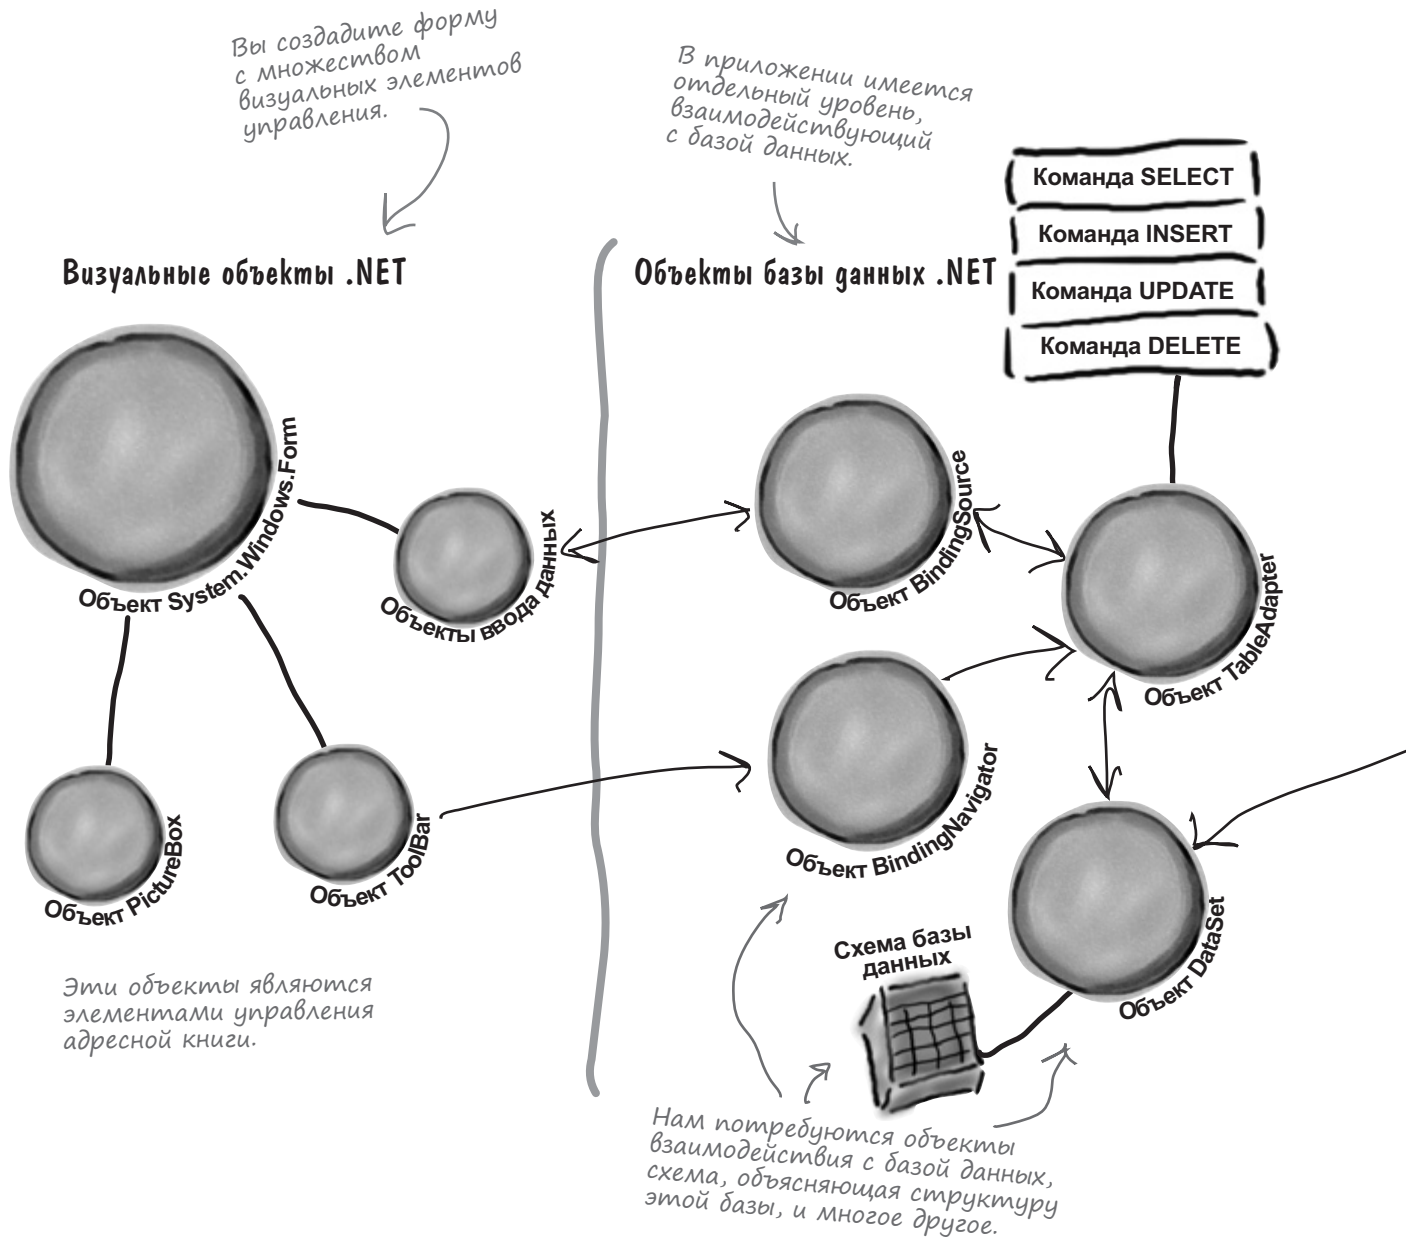 Вы создадите форму
с множеством
визуальных элементов
управления.
В приложении имеется
отдельный уровень,
взаимодействующий
с базой данных.
Команда SELECT
Команда INSERT
Команда UPDATE
Команда DELETE
Визуальные объекты .NET
Объекты базы данных .NET
Объект System.Windows.Form
Объекты ввода данных
Объект PictureBox
Объект ToolBar
Объект BindingSource
Объект TableAdapter
Объект BindingNavigator
Объект DataSet
Схема базы
данных
Эти объекты являются
элементами управления
адресной книги.
Нам потребуются объекты
взаимодействия с базой данных,
схема, объясняющая структуру
этой базы, и многое другое.